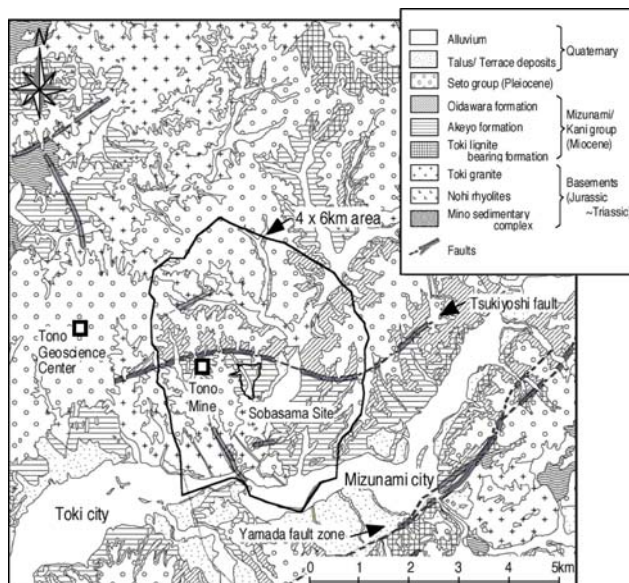 N
Alluvium
Talus/ Terrace deposits
Quaternary
Seto group (Pleiocene)
Oidawara formation
Akeyo formation
Toki lignite
bearing formation
Mizunami/
Kani group
(Miocene)
Toki granite
Nohi rhyolites
Mino sedimentary
complex
Basements
(Jurassic
~Triassic)
Faults
4 x 6km area
Tsukiyoshi fault
Tono
Geoscience
Center
Tono
Mine
Sobasama Site
Mizunami city
Toki city
Yamada fault zone
0 1 2 3 4 5km